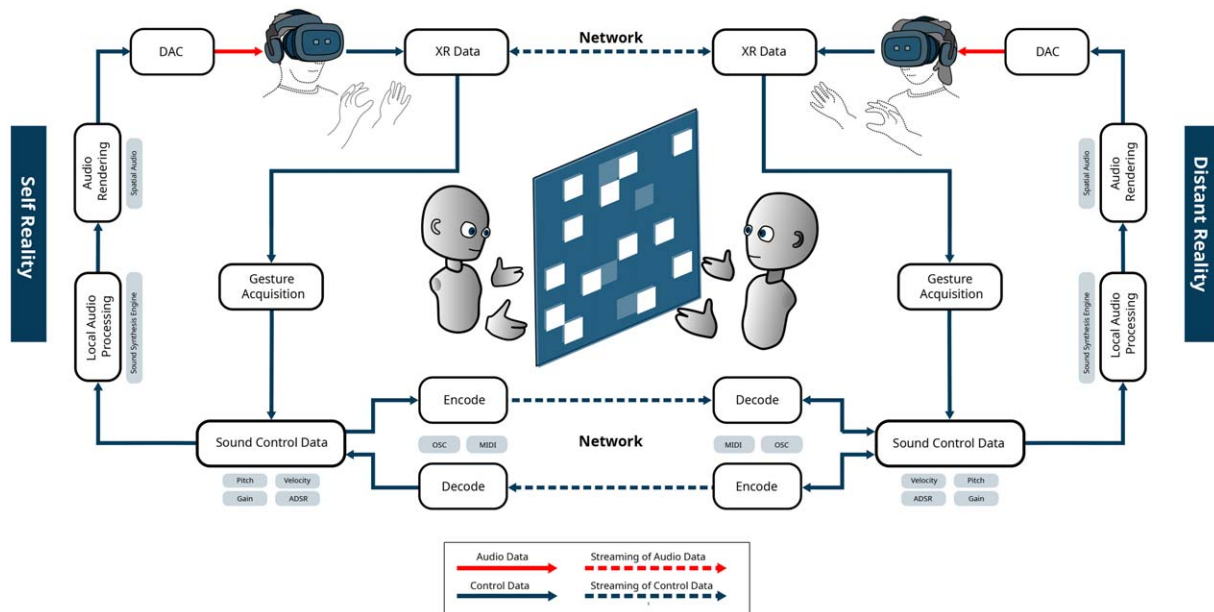 DAC
XR Data
Network
XR Data
DAC
Self Reality
Audio
Rendering
Spatial Audio
Local Audio
Processing
Sound Synthesis Engine
Gesture
Acquisition
Gesture
Acquisition
Spatial Audio
Audio
Rendering
Sound Synthesis Engine
Local Audio
Processing
Distant Reality
Encode
Decode
Sound Control Data
OSC
MIDI
Network
MIDI
OSC
Sound Control Data
Pitch
Velocity
Gain
ADSR
Decode
Encode
Velocity
Pitch
ADSR
Gain
Audio Data
Streaming of Audio Data
Control Data
Streaming of Control Data